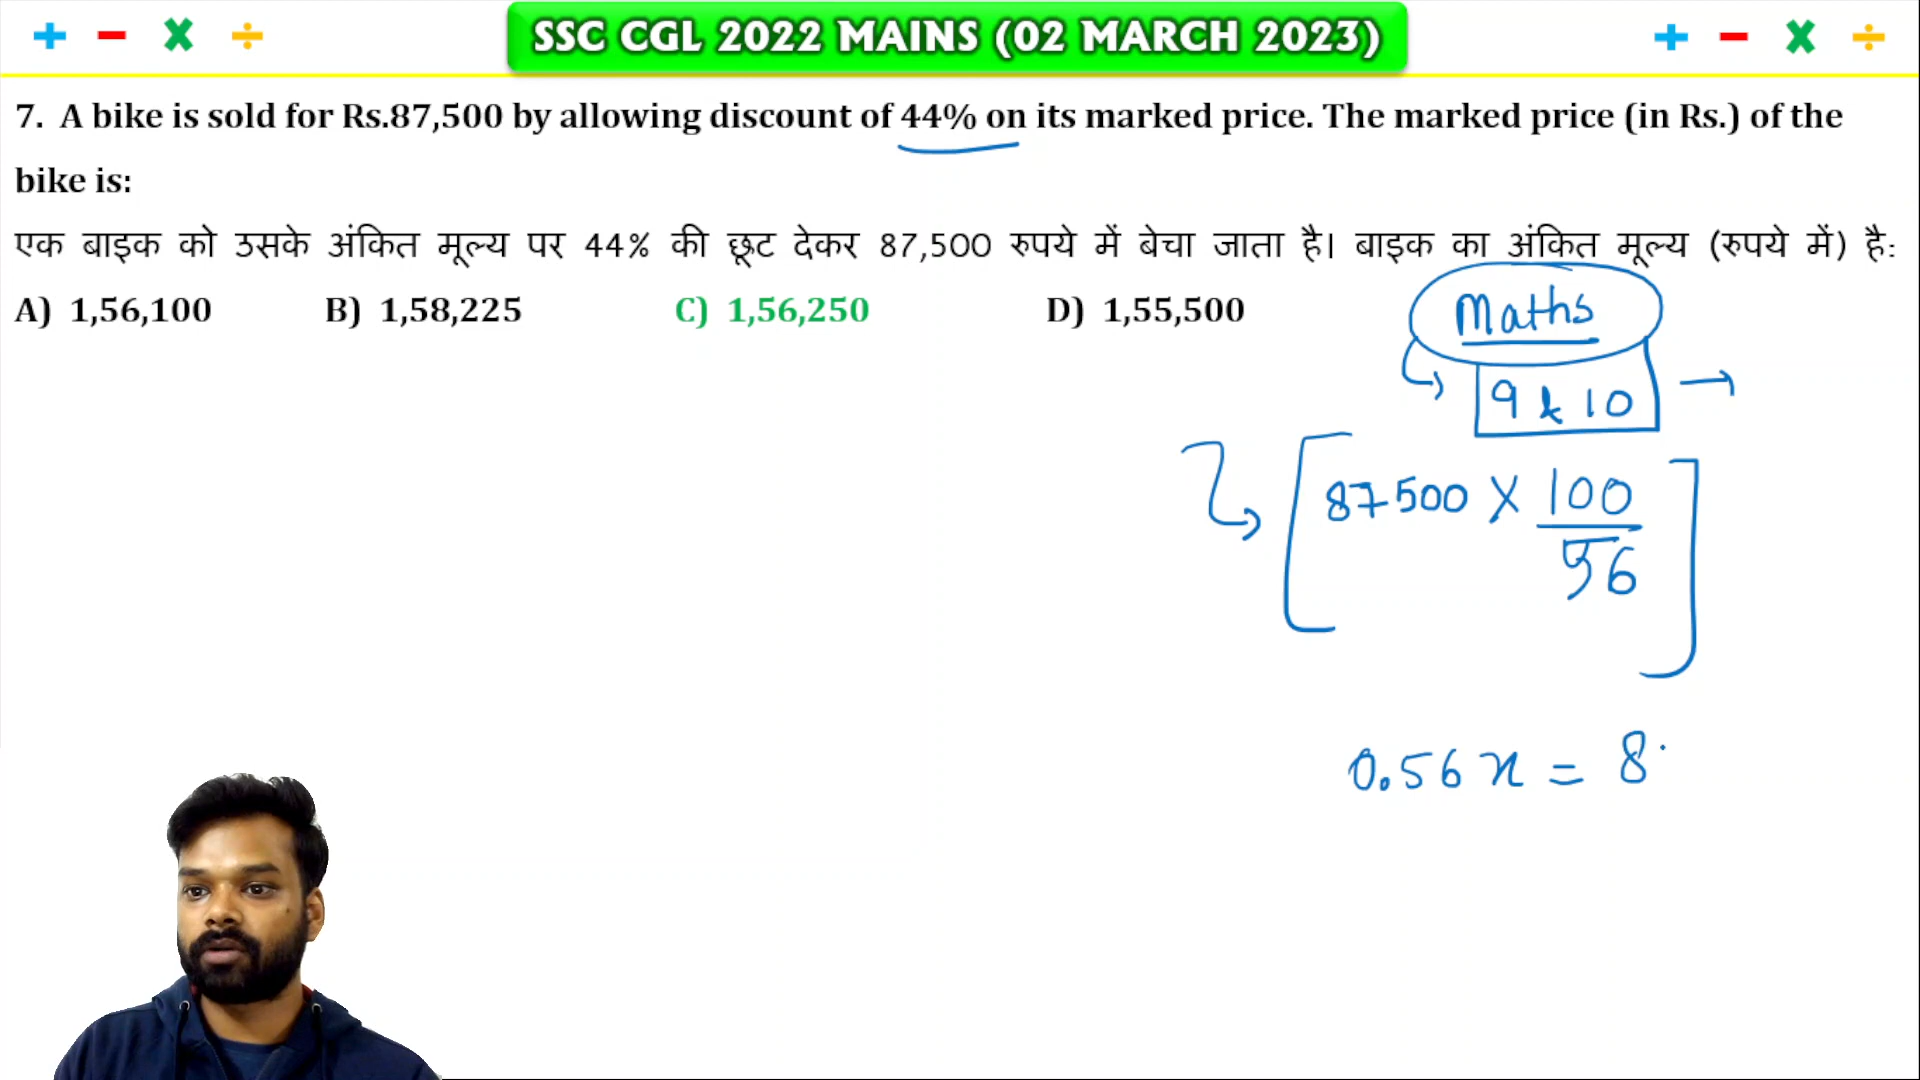 + − × ÷ SSC CGL 2022 MAINS (02 MARCH 2023) + − × ÷
7. A bike is sold for Rs.87,500 by allowing discount of 44% on its marked price. The marked price (in Rs.) of the
bike is:
एक बाइक को उसके अंकित मूल्य पर 44% की छूट देकर 87,500 रुपये में बेचा जाता है। बाइक का अंकित मूल्य (रुपये में) है:
A) 1,56,100 B) 1,58,225 C) 1,56,250 D) 1,55,500
Maths
9 & 10 →
87500 × 100
56
0.56 x = 8